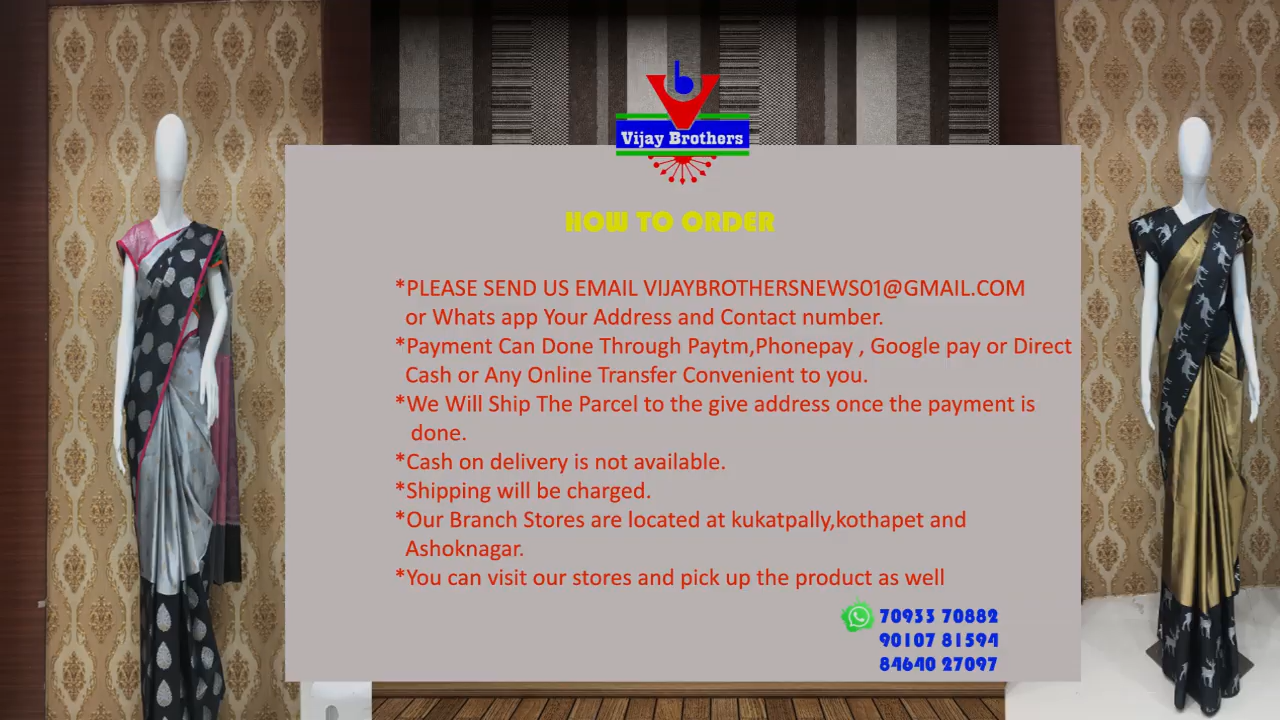 b
Vijay Brothers
HOW TO ORDER
*PLEASE SEND US EMAIL VIJAYBROTHERSNEWS01@GMAIL.COM
or Whats app Your Address and Contact number.
*Payment Can Done Through Paytm,Phonepay , Google pay or Direct
Cash or Any Online Transfer Convenient to you.
*We Will Ship The Parcel to the give address once the payment is
done.
*Cash on delivery is not available.
*Shipping will be charged.
*Our Branch Stores are located at kukatpally,kothapet and
Ashoknagar.
*You can visit our stores and pick up the product as well
70933 70882
90107 81594
84640 27097